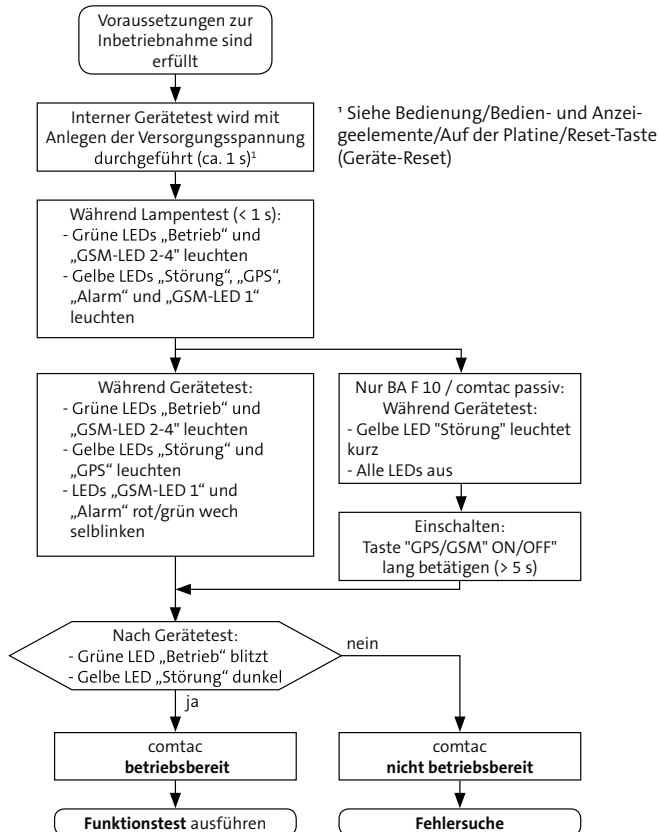 Voraussetzungen zur
Inbetriebnahme sind
erfüllt
Interner Gerätetest wird mit
Anlegen der Versorgungsspannung
durchgeführt (ca. 1 s)¹
¹ Siehe Bedienung/Bedien- und Anzei-
geelemente/Auf der Platine/Reset-Taste
(Geräte-Reset)
Während Lampentest (< 1 s):
- Grüne LEDs „Betrieb“ und
„GSM-LED 2-4" leuchten
- Gelbe LEDs „Störung“, „GPS“,
„Alarm“ und „GSM-LED 1“
leuchten
Während Gerätetest:
- Grüne LEDs „Betrieb“ und
„GSM-LED 2-4" leuchten
- Gelbe LEDs „Störung“ und
„GPS“ leuchten
- LEDs „GSM-LED 1“ und
„Alarm“ rot/grün wech
selblinken
Nur BA F 10 / comtac passiv:
Während Gerätetest:
- Gelbe LED "Störung" leuchtet
kurz
- Alle LEDs aus
Einschalten:
Taste "GPS/GSM" ON/OFF"
lang betätigen (> 5 s)
Nach Gerätetest:
- Grüne LED „Betrieb“ blitzt
- Gelbe LED „Störung“ dunkel
nein
ja
comtac
betriebsbereit
comtac
nicht betriebsbereit
Funktionstest ausführen
Fehlersuche